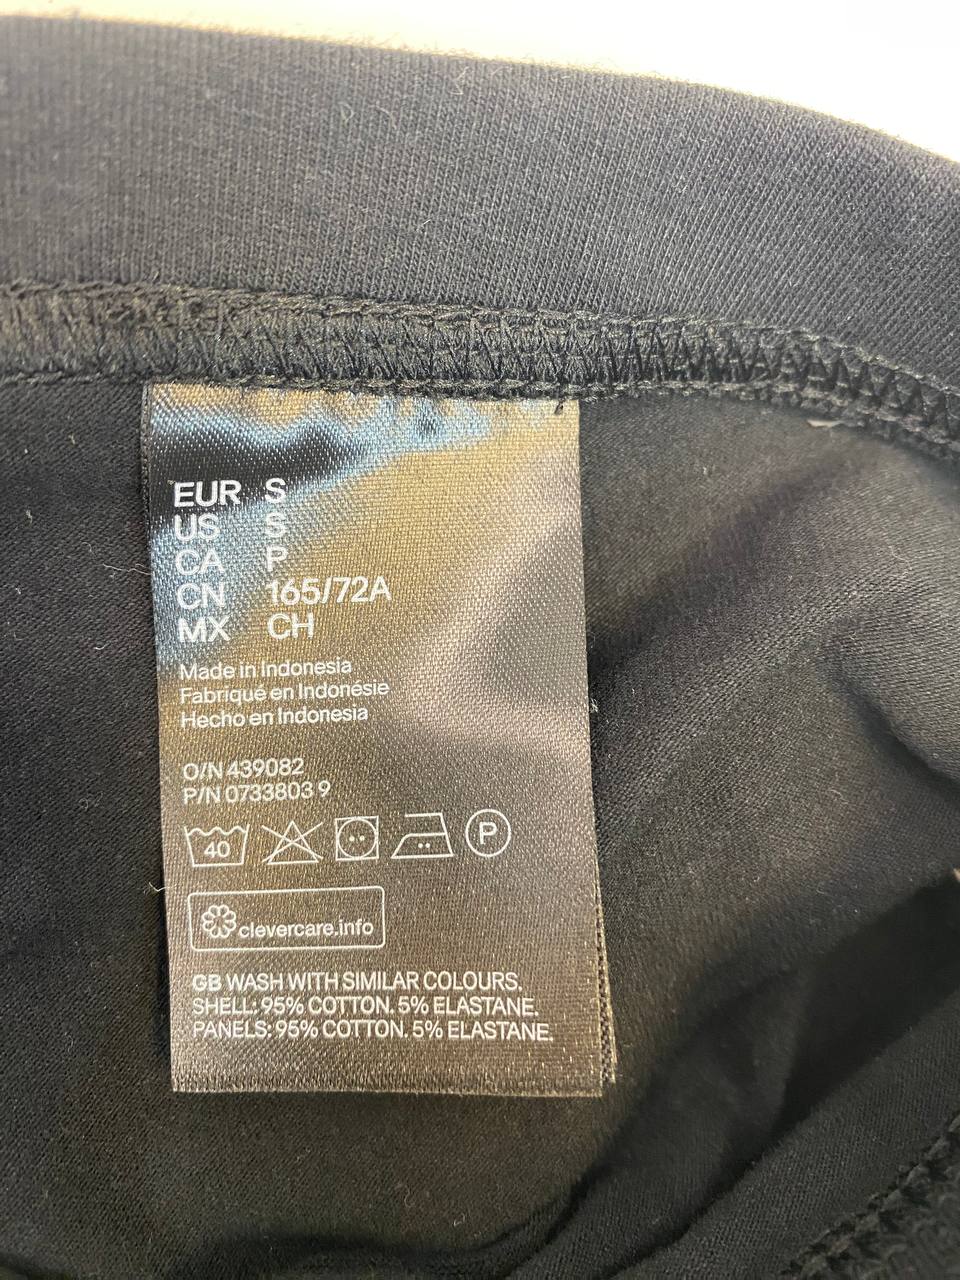 EUR S
US S
CA P
CN 165/72A
MX CH
Made in Indonesia
Fabriqué en Indonésie
Hecho en Indonesia
O/N 439082
P/N 0733803 9
40 P
clevercare.info
GB WASH WITH SIMILAR COLOURS.
SHELL: 95% COTTON. 5% ELASTANE.
PANELS: 95% COTTON. 5% ELASTANE.